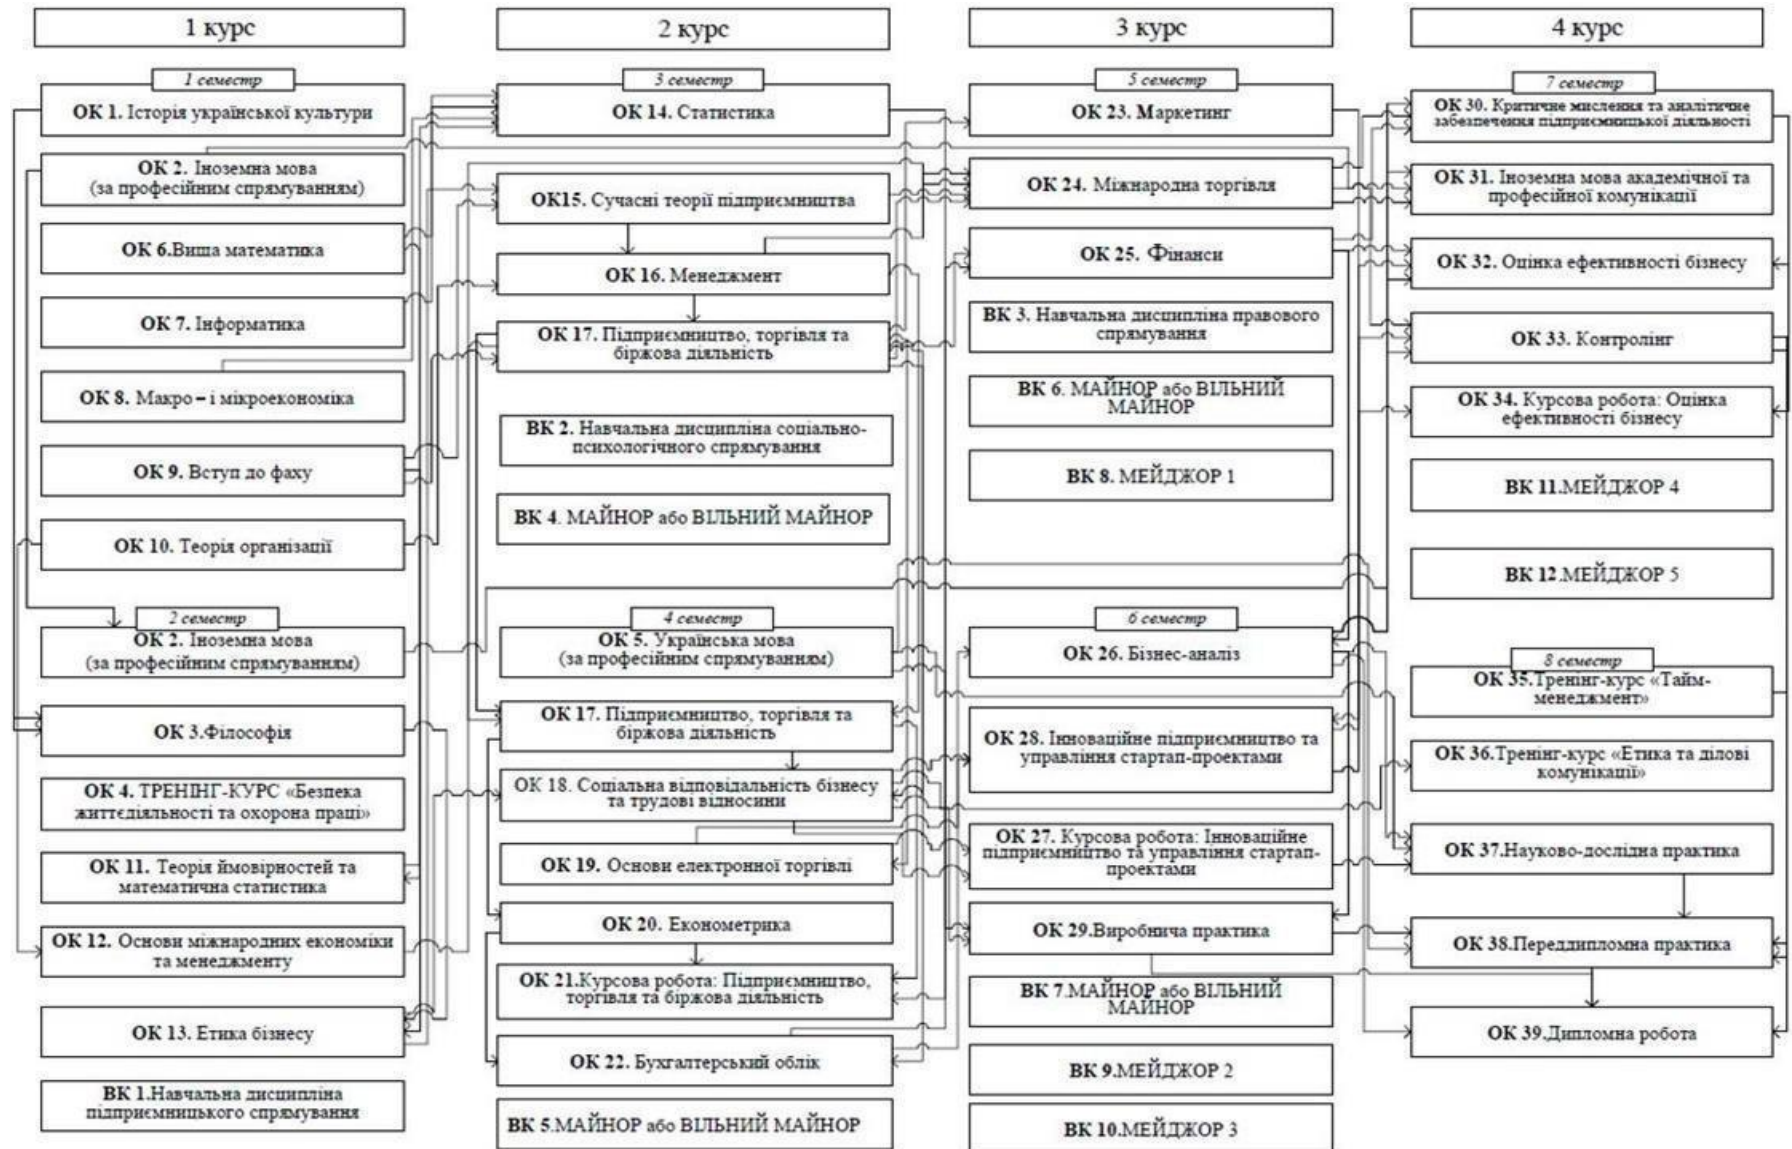 1 курс
1 семестр
ОК 1. Історія української культури
ОК 2. Іноземна мова
(за професійним спрямуванням)
ОК 6.Вища математика
ОК 7. Інформатика
ОК 8. Макро – і мікроекономіка
ОК 9. Вступ до фаху
ОК 10. Теорія організації
2 семестр
ОК 2. Іноземна мова
(за професійним спрямуванням)
ОК 3.Філософія
ОК 4. ТРЕНІНГ-КУРС «Безпека
життєдіяльності та охорона праці»
ОК 11. Теорія ймовірностей та
математична статистика
ОК 12. Основи міжнародних економіки
та менеджменту
ОК 13. Етика бізнесу
ВК 1.Навчальна дисципліна
підприємницького спрямування
2 курс
3 семестр
ОК 14. Статистика
ОК15. Сучасні теорії підприємництва
ОК 16. Менеджмент
ОК 17. Підприємництво, торгівля та
біржова діяльність
ВК 2. Навчальна дисципліна соціально-
психологічного спрямування
ВК 4. МАЙНОР або ВІЛЬНИЙ МАЙНОР
4 семестр
ОК 5. Українська мова
(за професійним спрямуванням)
ОК 17. Підприємництво, торгівля та
біржова діяльність
ОК 18. Соціальна відповідальність бізнесу
та трудові відносини
ОК 19. Основи електронної торгівлі
ОК 20. Економетрика
ОК 21.Курсова робота: Підприємництво,
торгівля та біржова діяльність
ОК 22. Бухгалтерський облік
ВК 5.МАЙНОР або ВІЛЬНИЙ МАЙНОР
3 курс
5 семестр
ОК 23. Маркетинг
ОК 24. Міжнародна торгівля
ОК 25. Фінанси
ВК 3. Навчальна дисципліна правового
спрямування
ВК 6. МАЙНОР або ВІЛЬНИЙ
МАЙНОР
ВК 8. МЕЙДЖОР 1
6 семестр
ОК 26. Бізнес-аналіз
ОК 28. Інноваційне підприємництво та
управління стартап-проектами
ОК 27. Курсова робота: Інноваційне
підприємництво та управління стартап-
проектами
ОК 29.Виробнича практика
ВК 7.МАЙНОР або ВІЛЬНИЙ
МАЙНОР
ВК 9.МЕЙДЖОР 2
ВК 10.МЕЙДЖОР 3
4 курс
7 семестр
ОК 30. Критичне мислення та аналітичне
забезпечення підприємницької діяльності
ОК 31. Іноземна мова академічної та
професійної комунікації
ОК 32. Оцінка ефективності бізнесу
ОК 33. Контролінг
ОК 34. Курсова робота: Оцінка
ефективності бізнесу
ВК 11.МЕЙДЖОР 4
ВК 12.МЕЙДЖОР 5
8 семестр
ОК 35.Тренінг-курс «Тайм-
менеджмент»
ОК 36.Тренінг-курс «Етика та ділові
комунікації»
ОК 37.Науково-дослідна практика
ОК 38.Переддипломна практика
ОК 39.Дипломна робота